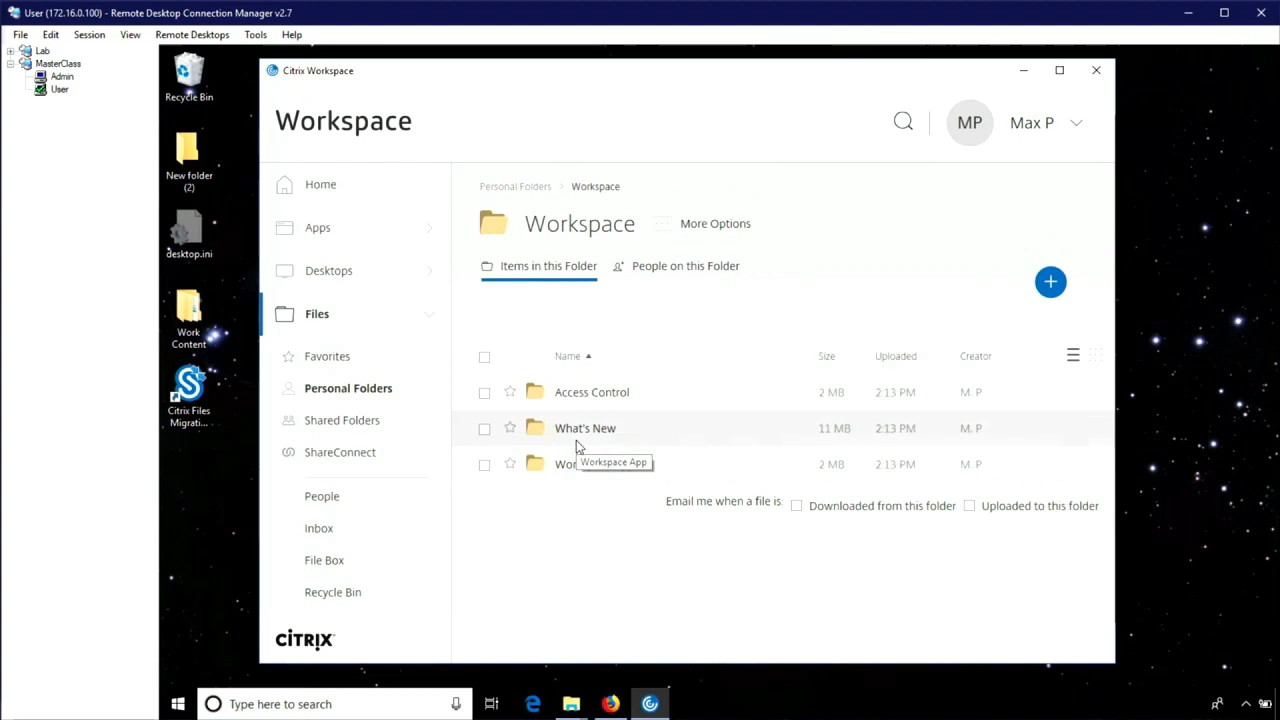 User (172.16.0.100) - Remote Desktop Connection Manager v2.7
File Edit Session View Remote Desktops Tools Help
Lab
MasterClass
Admin
User
Recycle Bin
New folder
(2)
desktop.ini
Work
Content
Citrix Files
Migrati...
Citrix Workspace
Workspace
MP Max P
Home
Apps
Desktops
Files
Favorites
Personal Folders
Shared Folders
ShareConnect
People
Inbox
File Box
Recycle Bin
CITRIX
Personal Folders > Workspace
Workspace More Options
Items in this Folder People on this Folder
+
Name Size Uploaded Creator
Access Control 2 MB 2:13 PM M. P
What's New 11 MB 2:13 PM M. P
Wor 2 MB 2:13 PM M. P
Workspace App
Email me when a file is: Downloaded from this folder Uploaded to this folder
Type here to search